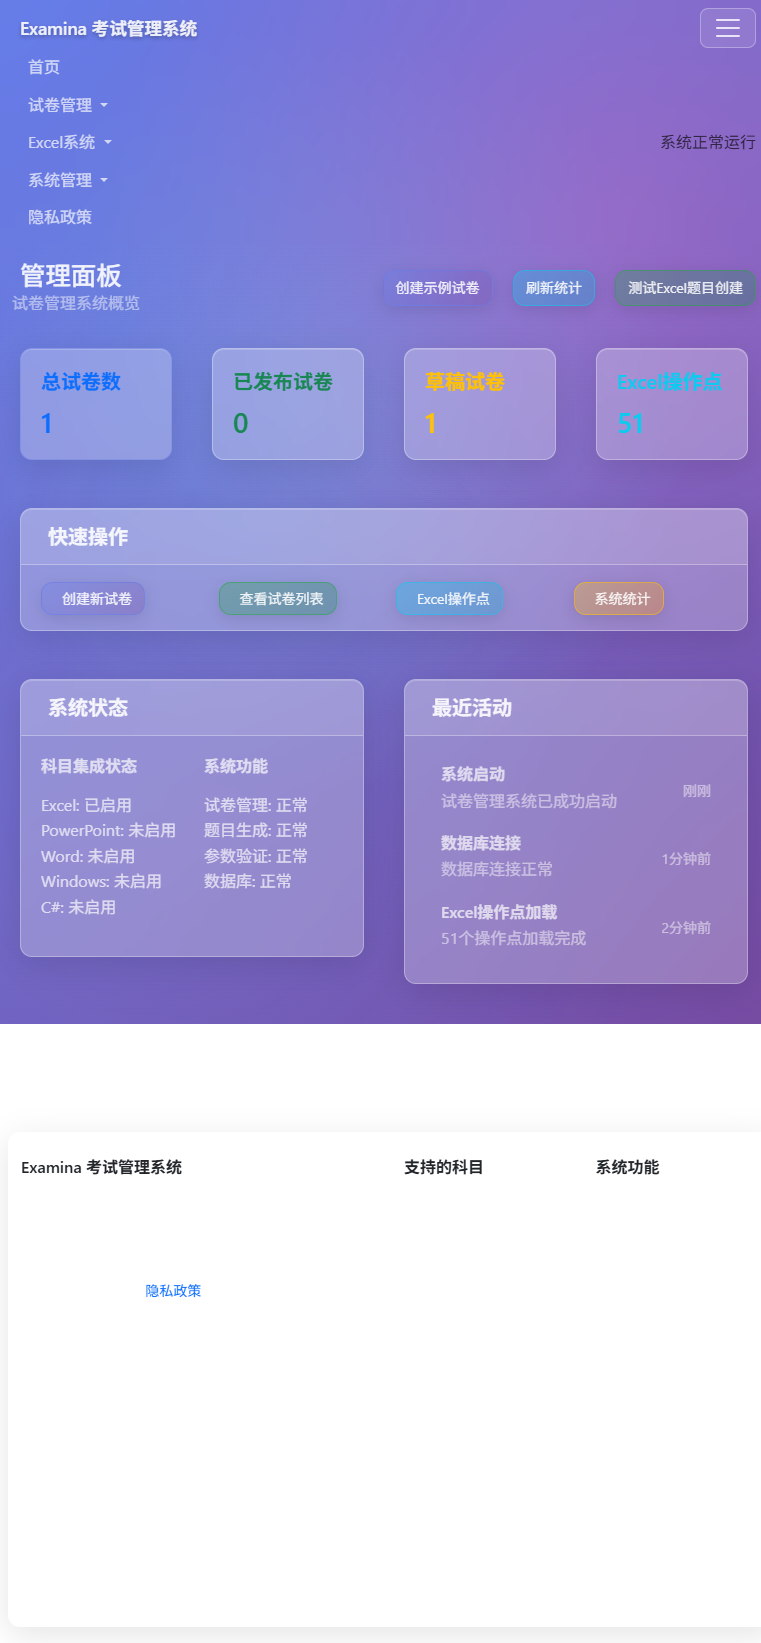 Examina 考试管理系统
首页
试卷管理
Excel系统
系统正常运行
系统管理
隐私政策
管理面板
试卷管理系统概览
创建示例试卷
刷新统计
测试Excel题目创建
总试卷数
1
已发布试卷
0
草稿试卷
1
Excel操作点
51
快速操作
创建新试卷
查看试卷列表
Excel操作点
系统统计
系统状态
科目集成状态
Excel: 已启用
PowerPoint: 未启用
Word: 未启用
Windows: 未启用
C#: 未启用
系统功能
试卷管理: 正常
题目生成: 正常
参数验证: 正常
数据库: 正常
最近活动
系统启动
试卷管理系统已成功启动
刚刚
数据库连接
数据库连接正常
1分钟前
Excel操作点加载
51个操作点加载完成
2分钟前
Examina 考试管理系统
支持的科目
系统功能
隐私政策